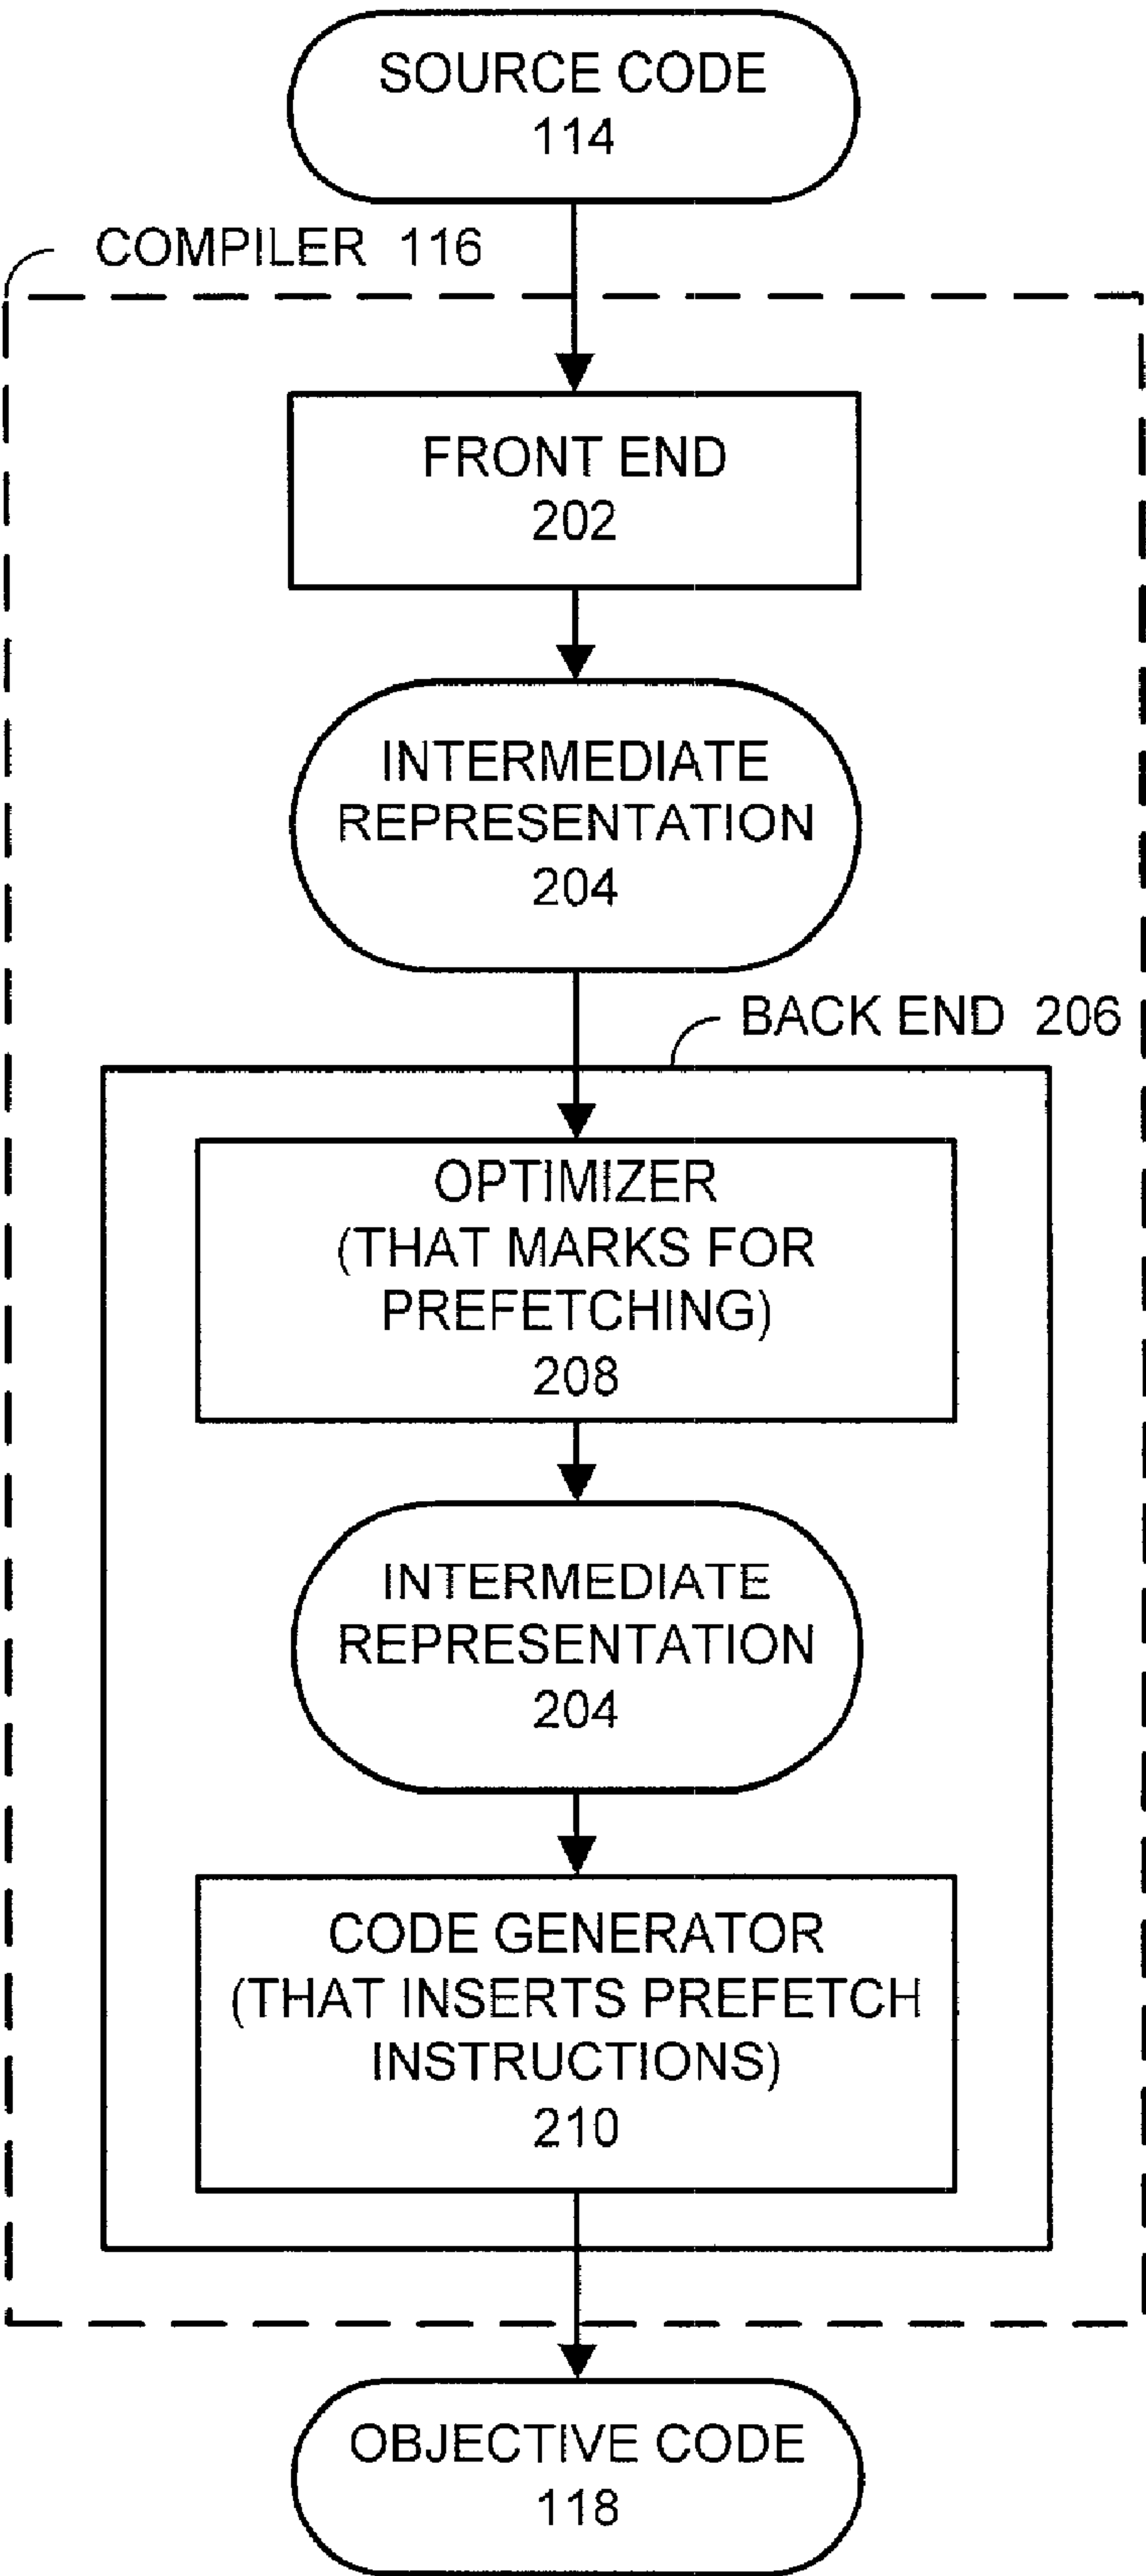 SOURCE CODE
114
COMPILER 116
FRONT END
202
INTERMEDIATE
REPRESENTATION
204
BACK END 206
OPTIMIZER
(THAT MARKS FOR
PREFETCHING)
208
INTERMEDIATE
REPRESENTATION
204
CODE GENERATOR
(THAT INSERTS PREFETCH
INSTRUCTIONS)
210
OBJECTIVE CODE
118